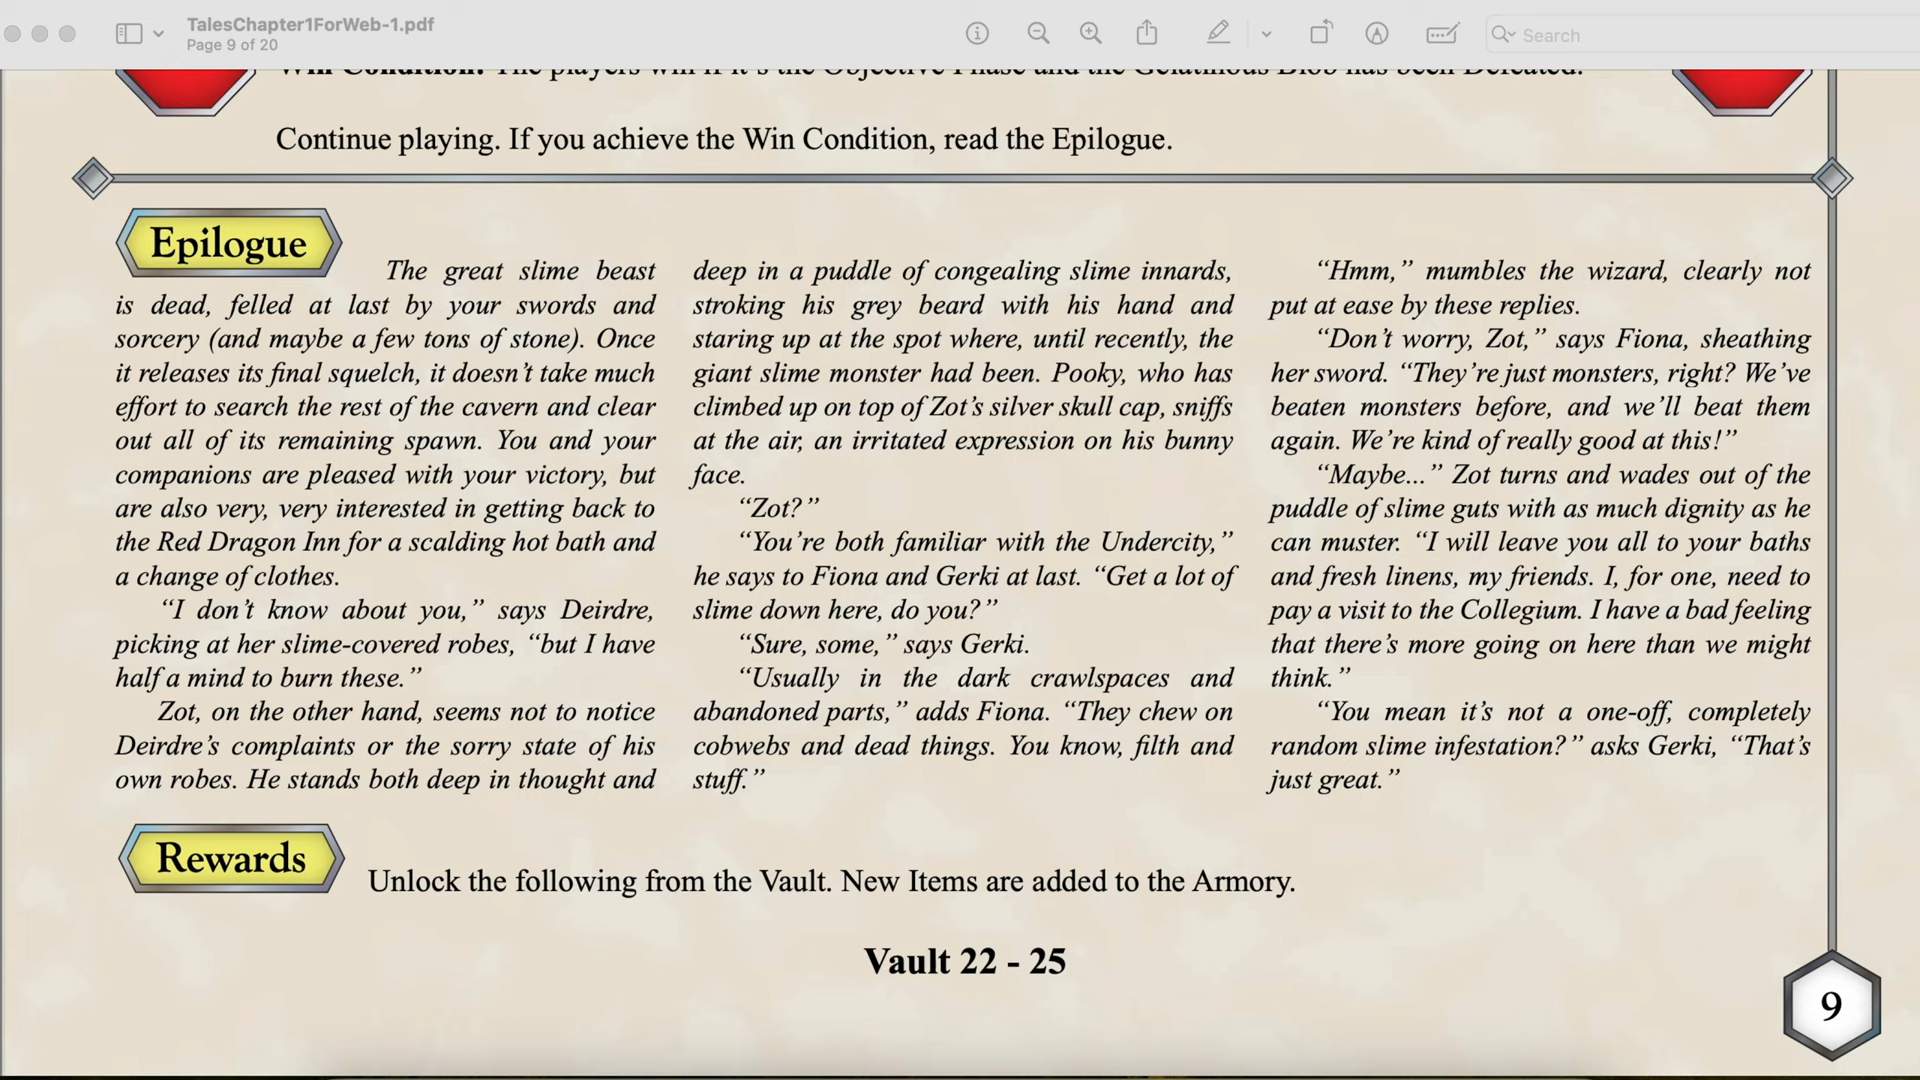 TalesChapter1ForWeb-1.pdf
Page 9 of 20
Search
Win Condition: The players win if it's the Objective Phase and the Gelatinous Blob has been Defeated.
Continue playing. If you achieve the Win Condition, read the Epilogue.
Epilogue
The great slime beast
is dead, felled at last by your swords and
sorcery (and maybe a few tons of stone). Once
it releases its final squelch, it doesn't take much
effort to search the rest of the cavern and clear
out all of its remaining spawn. You and your
companions are pleased with your victory, but
are also very, very interested in getting back to
the Red Dragon Inn for a scalding hot bath and
a change of clothes.
"I don't know about you," says Deirdre,
picking at her slime-covered robes, "but I have
half a mind to burn these."
Zot, on the other hand, seems not to notice
Deirdre's complaints or the sorry state of his
own robes. He stands both deep in thought and
deep in a puddle of congealing slime innards,
stroking his grey beard with his hand and
staring up at the spot where, until recently, the
giant slime monster had been. Pooky, who has
climbed up on top of Zot's silver skull cap, sniffs
at the air, an irritated expression on his bunny
face.
"Zot?"
"You're both familiar with the Undercity,"
he says to Fiona and Gerki at last. "Get a lot of
slime down here, do you?"
"Sure, some," says Gerki.
"Usually in the dark crawlspaces and
abandoned parts," adds Fiona. "They chew on
cobwebs and dead things. You know, filth and
stuff."
"Hmm," mumbles the wizard, clearly not
put at ease by these replies.
"Don't worry, Zot," says Fiona, sheathing
her sword. "They're just monsters, right? We've
beaten monsters before, and we'll beat them
again. We're kind of really good at this!"
"Maybe..." Zot turns and wades out of the
puddle of slime guts with as much dignity as he
can muster. "I will leave you all to your baths
and fresh linens, my friends. I, for one, need to
pay a visit to the Collegium. I have a bad feeling
that there's more going on here than we might
think."
"You mean it's not a one-off, completely
random slime infestation?" asks Gerki, "That's
just great."
Rewards
Unlock the following from the Vault. New Items are added to the Armory.
Vault 22 - 25
9